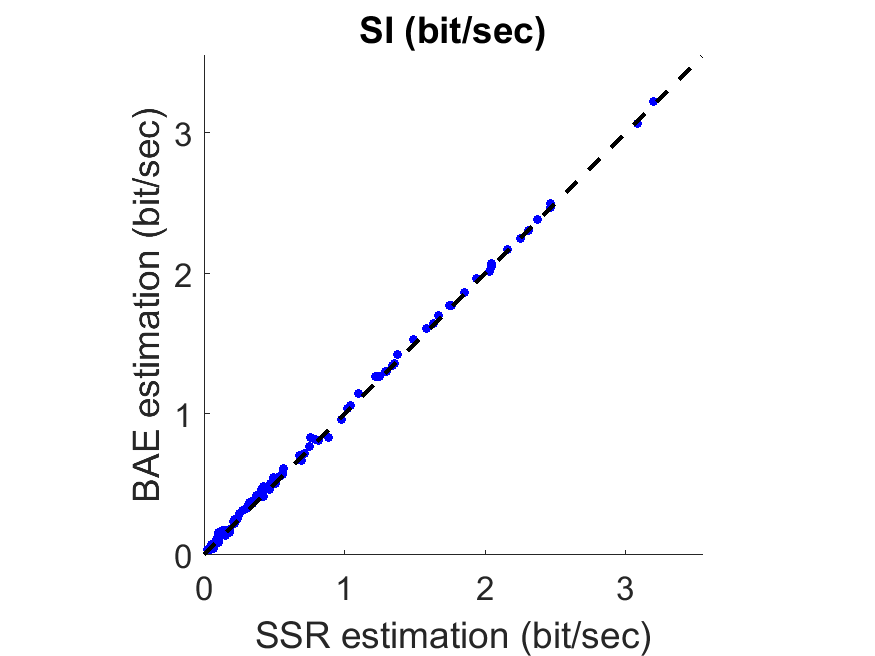 SI (bit/sec)
BAE estimation (bit/sec)
3
2
1
0
0 1 2 3
SSR estimation (bit/sec)